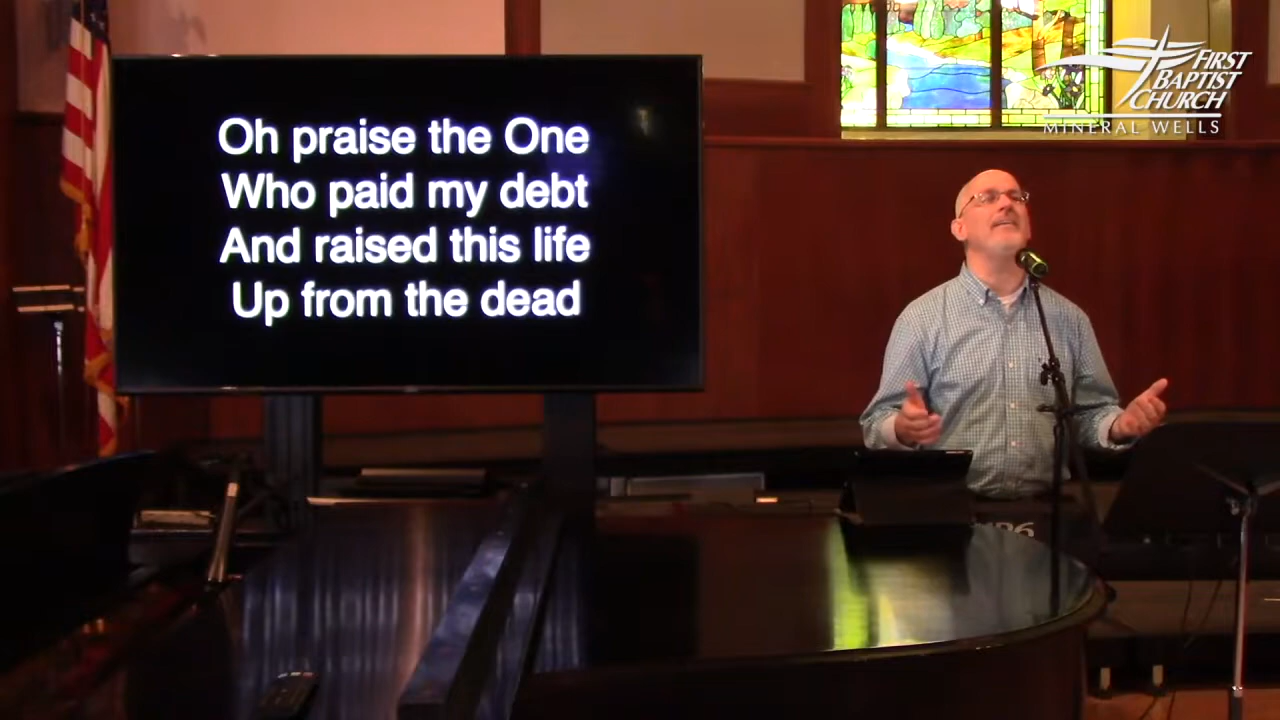 Oh praise the One
Who paid my debt
And raised this life
Up from the dead
FIRST
BAPTIST
CHURCH
MINERAL WELLS